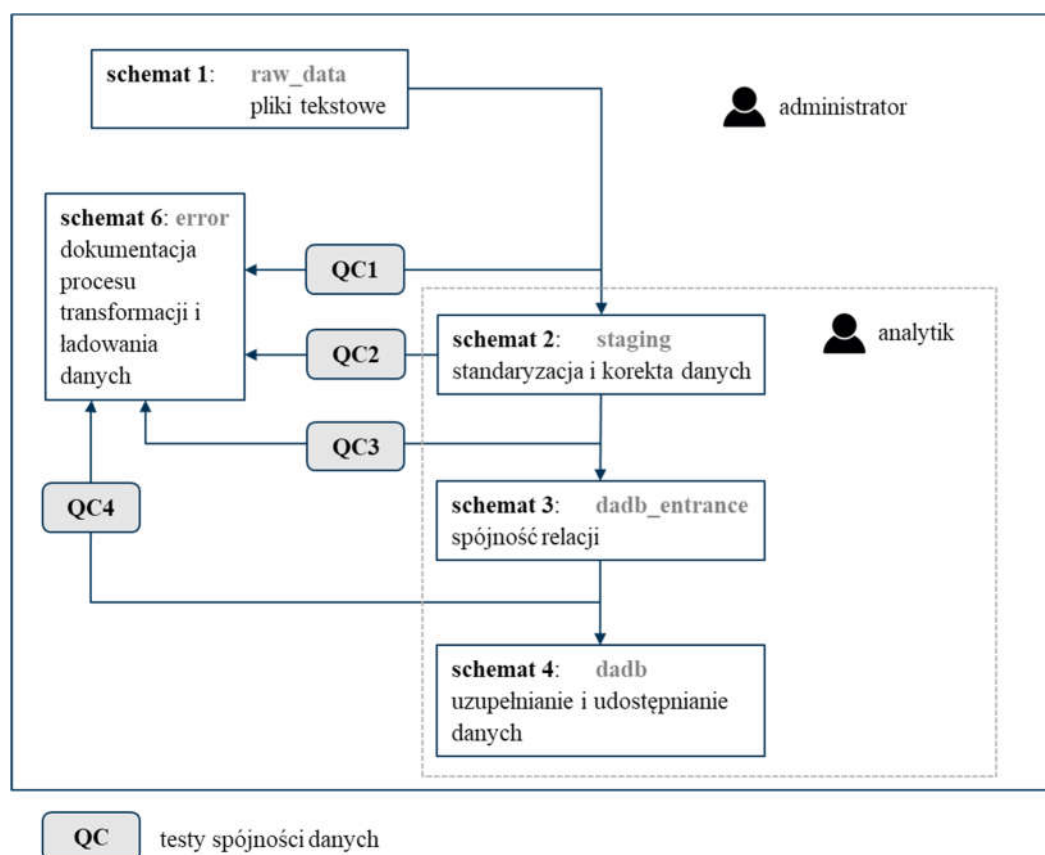 schemat 1: raw_data
pliki tekstowe
administrator
schemat 6: error
dokumentacja
procesu
transformacji i
ładowania
danych
QC1
analytik
schemat 2: staging
standaryzacja i korekta danych
QC2
QC3
schemat 3: dadb_entrance
spójność relacji
QC4
schemat 4: dadb
uzupełnianie i udostępnianie
danych
QC testy spójności danych